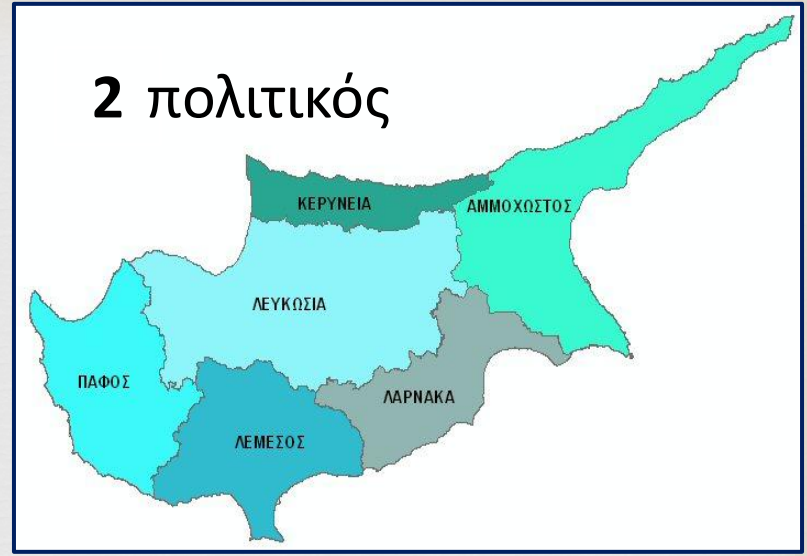 2 πολιτικός
ΚΕΡΥΝΕΙΑ
ΑΜΜΟΧΩΣΤΟΣ
ΛΕΥΚΩΣΙΑ
ΠΑΦΟΣ
ΛΑΡΝΑΚΑ
ΛΕΜΕΣΟΣ